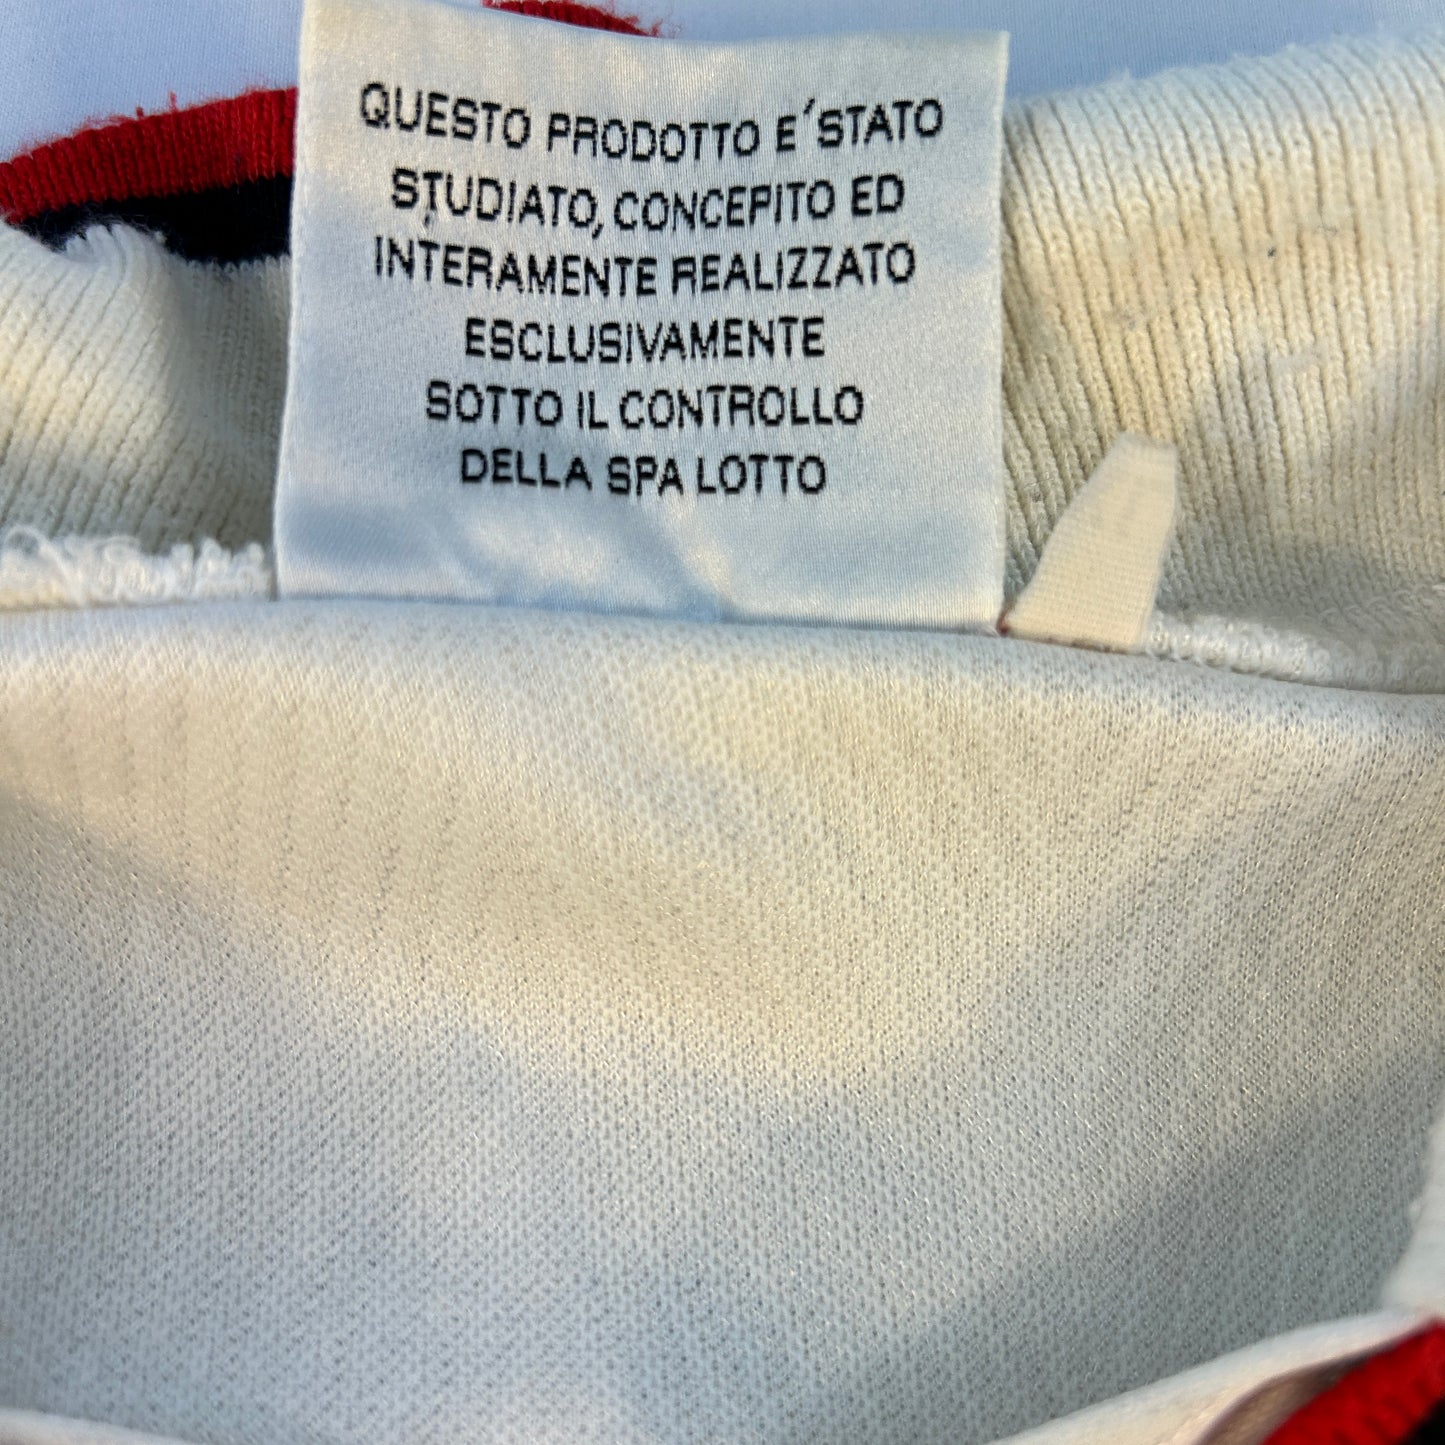 QUESTO PRODOTTO E´STATO
STUDIATO, CONCEPITO ED
INTERAMENTE REALIZZATO
ESCLUSIVAMENTE
SOTTO IL CONTROLLO
DELLA SPA LOTTO